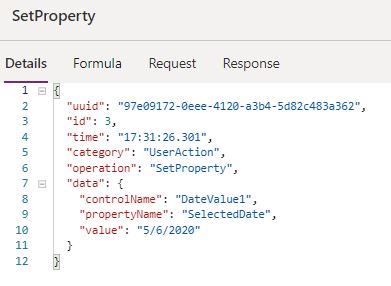 SetProperty
Details Formula Request Response
1 {
2 "uuid": "97e09172-0eee-4120-a3b4-5d82c483a362",
3 "id": 3,
4 "time": "17:31:26.301",
5 "category": "UserAction",
6 "operation": "SetProperty",
7 "data": {
8 "controlName": "DateValue1",
9 "propertyName": "SelectedDate",
10 "value": "5/6/2020"
11 }
12 }